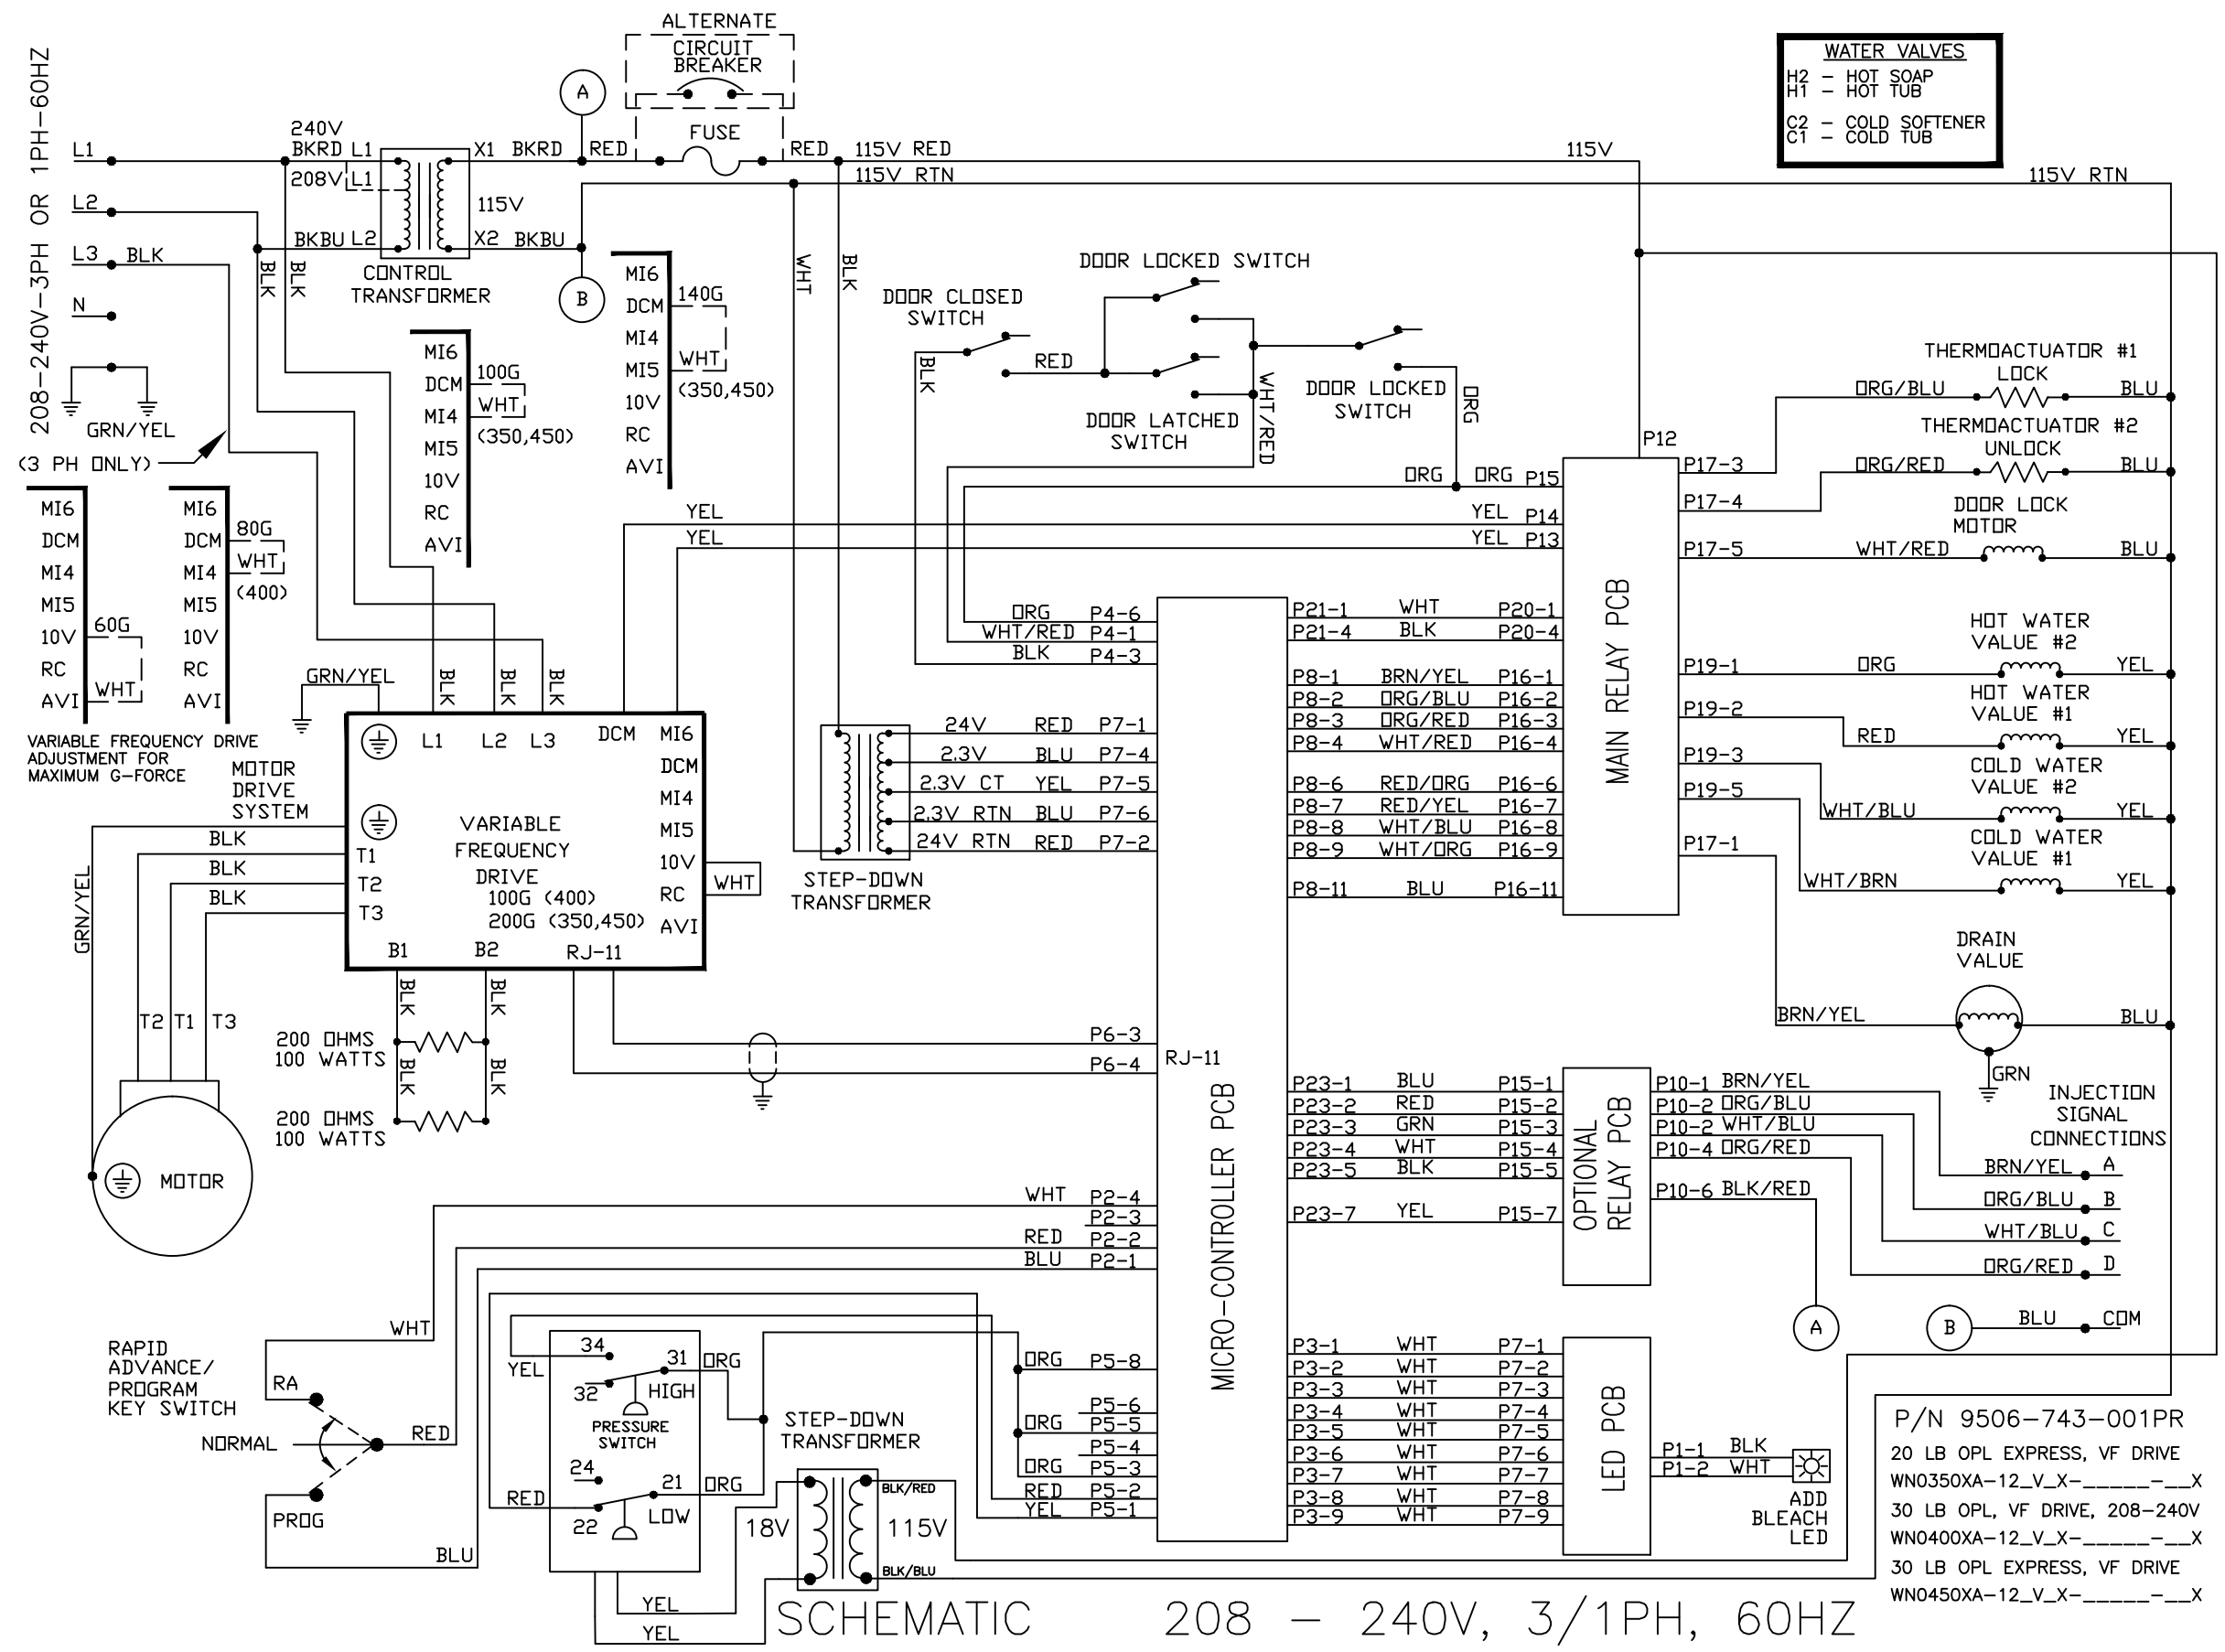 ALTERNATE
CIRCUIT
BREAKER
FUSE
A
B
WATER VALVES
H2 - HOT SOAP
H1 - HOT TUB
C2 - COLD SOFTENER
C1 - COLD TUB
208-240V-3PH OR 1PH-60HZ
L1
L2
L3 BLK
N
GRN/YEL
(3 PH ONLY)
240V
BKRD L1
208V L1
BKBU L2
X1 BKRD
RED
RED
115V RED
115V
115V RTN
115V RTN
115V
X2 BKBU
CONTROL
TRANSFORMER
BLK
BLK
WHT
BLK
MI6
DCM
MI4
MI5
10V
RC
AVI
140G
WHT
(350,450)
MI6
DCM
MI4
MI5
10V
RC
AVI
100G
WHT
(350,450)
MI6
DCM
MI4
MI5
10V
RC
AVI
60G
WHT
MI6
DCM
MI4
MI5
10V
RC
AVI
80G
WHT
(400)
VARIABLE FREQUENCY DRIVE
ADJUSTMENT FOR
MAXIMUM G-FORCE
DOOR CLOSED
SWITCH
DOOR LOCKED SWITCH
BLK
RED
DOOR LATCHED
SWITCH
WHT/RED
DOOR LOCKED
SWITCH
ORG
ORG ORG P15
YEL YEL P14
YEL YEL P13
P12
MAIN RELAY PCB
P17-3
P17-4
P17-5
P19-1
P19-2
P19-3
P19-5
P17-1
THERMOACTUATOR #1
LOCK
ORG/BLU BLU
THERMOACTUATOR #2
UNLOCK
ORG/RED BLU
DOOR LOCK
MOTOR
WHT/RED BLU
HOT WATER
VALUE #2
ORG YEL
HOT WATER
VALUE #1
RED YEL
COLD WATER
VALUE #2
WHT/BLU YEL
COLD WATER
VALUE #1
WHT/BRN YEL
DRAIN
VALUE
BRN/YEL BLU
GRN
GRN/YEL
BLK
BLK
BLK
L1 L2 L3 DCM MI6
DCM
MI4
MI5
10V
RC
AVI
WHT
VARIABLE
FREQUENCY
DRIVE
100G (400)
200G (350,450)
T1
T2
T3
B1 B2 RJ-11
MOTOR
DRIVE
SYSTEM
BLK
BLK
BLK
GRN/YEL
T2 T1 T3
MOTOR
BLK
BLK
BLK
BLK
200 OHMS
100 WATTS
200 OHMS
100 WATTS
24V RED P7-1
2.3V BLU P7-4
2.3V CT YEL P7-5
2.3V RTN BLU P7-6
24V RTN RED P7-2
STEP-DOWN
TRANSFORMER
ORG P4-6
WHT/RED P4-1
BLK P4-3
P6-3
P6-4
RJ-11
MICRO-CONTROLLER PCB
P21-1 WHT P20-1
P21-4 BLK P20-4
P8-1 BRN/YEL P16-1
P8-2 ORG/BLU P16-2
P8-3 ORG/RED P16-3
P8-4 WHT/RED P16-4
P8-6 RED/ORG P16-6
P8-7 RED/YEL P16-7
P8-8 WHT/BLU P16-8
P8-9 WHT/ORG P16-9
P8-11 BLU P16-11
P23-1 BLU P15-1
P23-2 RED P15-2
P23-3 GRN P15-3
P23-4 WHT P15-4
P23-5 BLK P15-5
P23-7 YEL P15-7
OPTIONAL
RELAY PCB
P10-1 BRN/YEL
P10-2 ORG/BLU
P10-2 WHT/BLU
P10-4 ORG/RED
P10-6 BLK/RED
INJECTION
SIGNAL
CONNECTIONS
BRN/YEL A
ORG/BLU B
WHT/BLU C
ORG/RED D
A
B BLU COM
WHT P2-4
P2-3
RED P2-2
BLU P2-1
RAPID
ADVANCE/
PROGRAM
KEY SWITCH
WHT
RA
NORMAL
RED
PROG
BLU
34
31
32
HIGH
PRESSURE
SWITCH
24
21
22
LOW
YEL
ORG
RED
ORG
ORG P5-8
P5-6
ORG P5-5
P5-4
ORG P5-3
RED P5-2
YEL P5-1
STEP-DOWN
TRANSFORMER
18V
115V
BLK/RED
BLK/BLU
YEL
YEL
P3-1 WHT P7-1
P3-2 WHT P7-2
P3-3 WHT P7-3
P3-4 WHT P7-4
P3-5 WHT P7-5
P3-6 WHT P7-6
P3-7 WHT P7-7
P3-8 WHT P7-8
P3-9 WHT P7-9
LED PCB
P1-1 BLK
P1-2 WHT
ADD
BLEACH
LED
P/N 9506-743-001PR
20 LB OPL EXPRESS, VF DRIVE
WN0350XA-12_V_X-_____-__X
30 LB OPL, VF DRIVE, 208-240V
WN0400XA-12_V_X-_____-__X
30 LB OPL EXPRESS, VF DRIVE
WN0450XA-12_V_X-_____-__X
SCHEMATIC 208 - 240V, 3/1PH, 60HZ